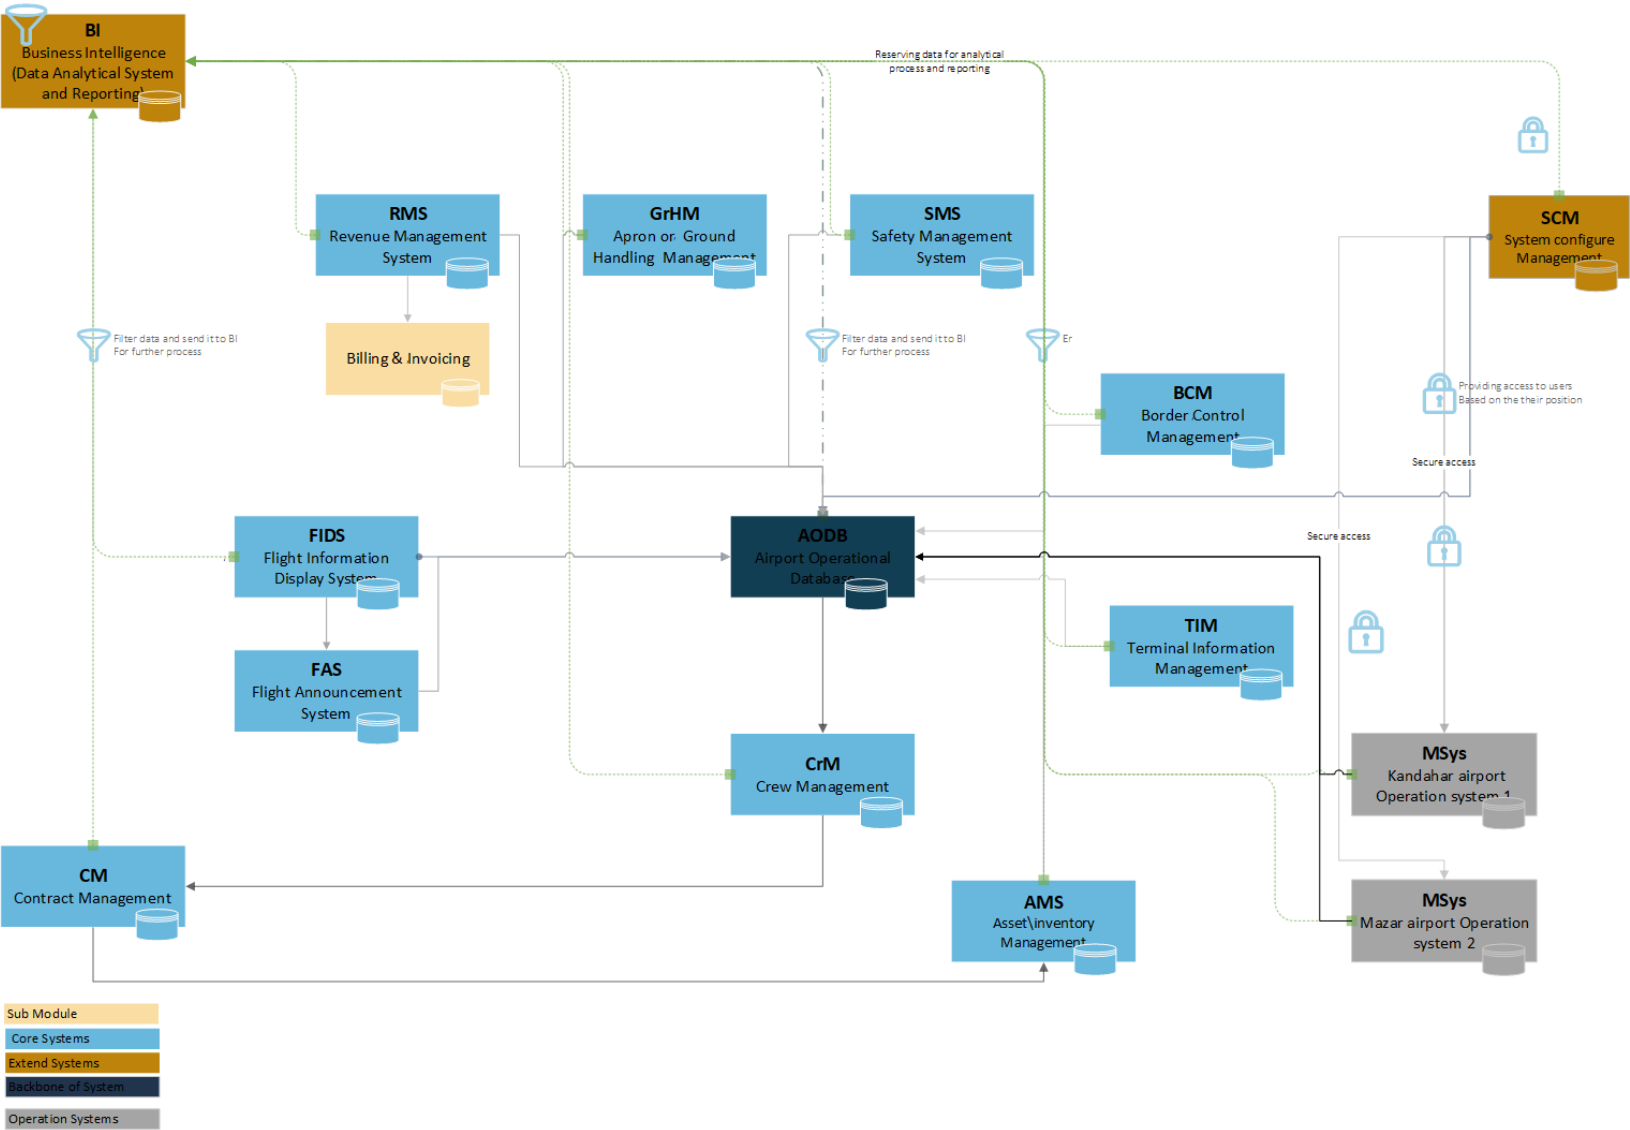 BI
Business Intelligence
(Data Analytical System
and Reporting)
Reserving data for analytical
process and reporting
RMS
Revenue Management
System
GrHM
Apron or Ground
Handling Management
SMS
Safety Management
System
SCM
System configure
Management
Filter data and send it to BI
For further process
Billing & Invoicing
Filter data and send it to BI
For further process
Er
BCM
Border Control
Management
Providing access to users
Based on the their position
Secure access
FIDS
Flight Information
Display System
AODB
Airport Operational
Database
Secure access
FAS
Flight Announcement
System
TIM
Terminal Information
Management
CrM
Crew Management
MSys
Kandahar airport
Operation system 1
CM
Contract Management
AMS
Asset\inventory
Management
MSys
Mazar airport Operation
system 2
Sub Module
Core Systems
Extend Systems
Backbone of System
Operation Systems